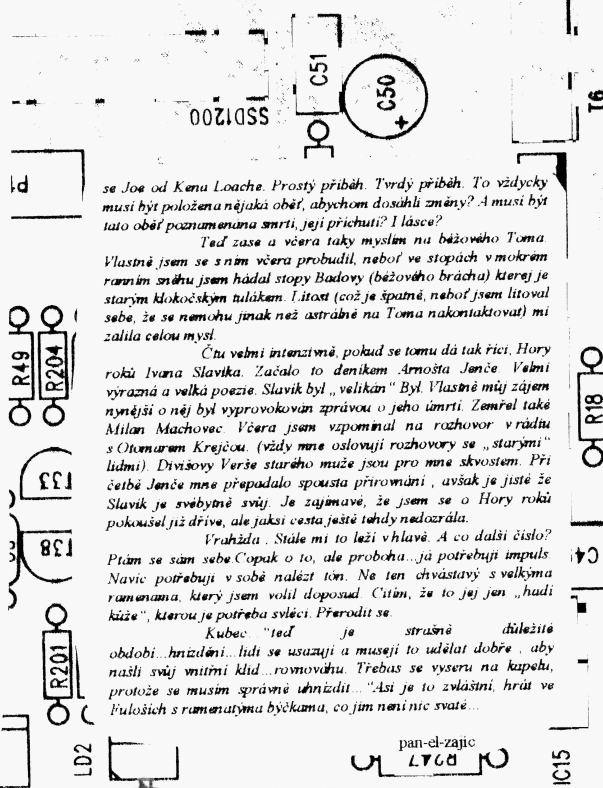 SSD1200
C51
C50
+
T6
P1
se Joe od Kena Loache. Prostý příběh. Tvrdý příběh. To vždycky
musí být položena nějaká oběť, abychom dosáhli změny? A musí být
tato oběť poznamenána smrtí, její příchutí? I lásce?
Teď zase a včera taky myslím na béžového Toma.
Vlastně jsem se s ním včera probudil, neboť ve stopách v mokrém
ranním sněhu jsem hádal stopy Badovy (béžového brácha) kterej je
starým klokočským tulákem. Lítost (což je špatně, neboť jsem litoval
sebe, že se nemohu jinak než astrálně na Toma nakontaktovat) mi
zalila celou mysl.
Čtu velmi intenzivně, pokud se tomu dá tak říci, Hory
roků Ivana Slavíka. Začalo to deníkem Arnošta Jenče. Velmi
výrazná a velká poezie. Slavík byl „velikán“ Byl. Vlastně můj zájem
nynější o něj byl vyprovokován zprávou o jeho úmrtí. Zemřel také
Milan Machovec. Včera jsem vzpomínal na rozhovor v rádiu
s Otomarem Krejčou. (vždy mne oslovují rozhovory se „starými“
lidmi). Divišovy Verše starého muže jsou pro mne skvostem. Při
četbě Jenče mne přepadalo spousta přirovnání , avšak je jisté že
Slavík je svébytně svůj. Je zajímavé, že jsem se o Hory roků
pokoušel již dříve, ale jaksi cesta ještě tehdy nedozrála.
Vrahžda . Stále mi to leží v hlavě. A co další číslo?
Ptám se sám sebe.Copak o to, ale proboha...já potřebuji impuls.
Navíc potřebuji v sobě nalézt tón. Ne ten chvástavý s velkýma
ramenama, který jsem volil doposud. Cítím, že to jej jen „hadí
kůže“, kterou je potřeba svléci. Přerodit se.
Kubec...“teď je strašně důležité
období...hnízdění...lidi se usazují a musejí to udělat dobře , aby
našli svůj vnitřní klid...rovnováhu. Třebas se vyseru na kapelu,
protože se musím správně uhnízdit...“Asi je to zvláštní, hrát ve
Fulošich s ramenatýma býčkama, co jim není nic svaté...
R49
R204
R18
T33
T38
R201
LD2
pan-el-zajíc
R247
IC15